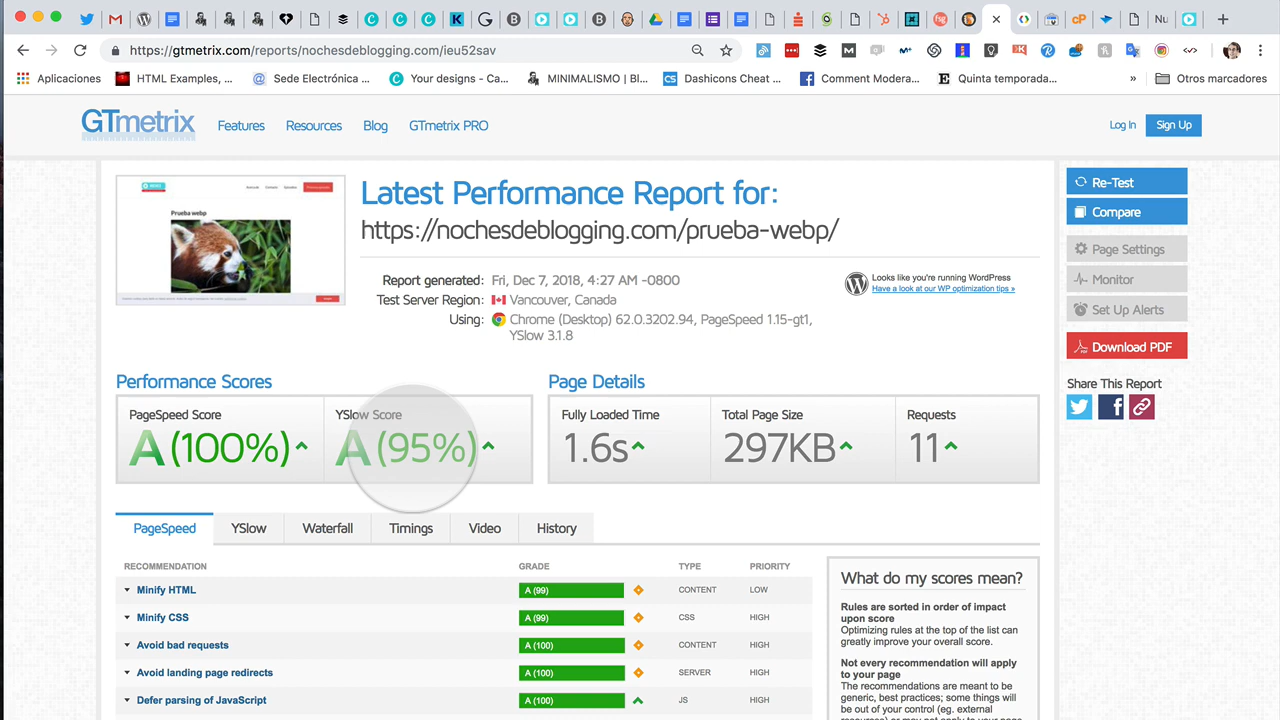 Nu
https://gtmetrix.com/reports/nochesdeblogging.com/ieu52sav
Aplicaciones
HTML Examples, ...
Sede Electrónica ...
Your designs - Ca...
MINIMALISMO | Bl...
Dashicons Cheat ...
Comment Modera...
Quinta temporada...
»
Otros marcadores
GTmetrix
Features
Resources
Blog
GTmetrix PRO
Log In
Sign Up
Prueba webp
Latest Performance Report for:
https://nochesdeblogging.com/prueba-webp/
Report generated: Fri, Dec 7, 2018, 4:27 AM -0800
Test Server Region: Vancouver, Canada
Using: Chrome (Desktop) 62.0.3202.94, PageSpeed 1.15-gt1,
YSlow 3.1.8
Looks like you're running WordPress
Have a look at our WP optimization tips »
Re-Test
Compare
Page Settings
Monitor
Set Up Alerts
Download PDF
Share This Report
Performance Scores
PageSpeed Score
A (100%)
YSlow Score
A (95%)
Page Details
Fully Loaded Time
1.6s
Total Page Size
297KB
Requests
11
PageSpeed
YSlow
Waterfall
Timings
Video
History
RECOMMENDATION GRADE TYPE PRIORITY
Minify HTML A (99) CONTENT LOW
Minify CSS A (99) CSS HIGH
Avoid bad requests A (100) CONTENT HIGH
Avoid landing page redirects A (100) SERVER HIGH
Defer parsing of JavaScript A (100) JS HIGH
What do my scores mean?
Rules are sorted in order of impact
upon score
Optimizing rules at the top of the list can
greatly improve your overall score.
Not every recommendation will apply
to your page
The recommendations are meant to be
generic, best practices; some things
will be out of your control (eg. external
resources) or may not apply to your page